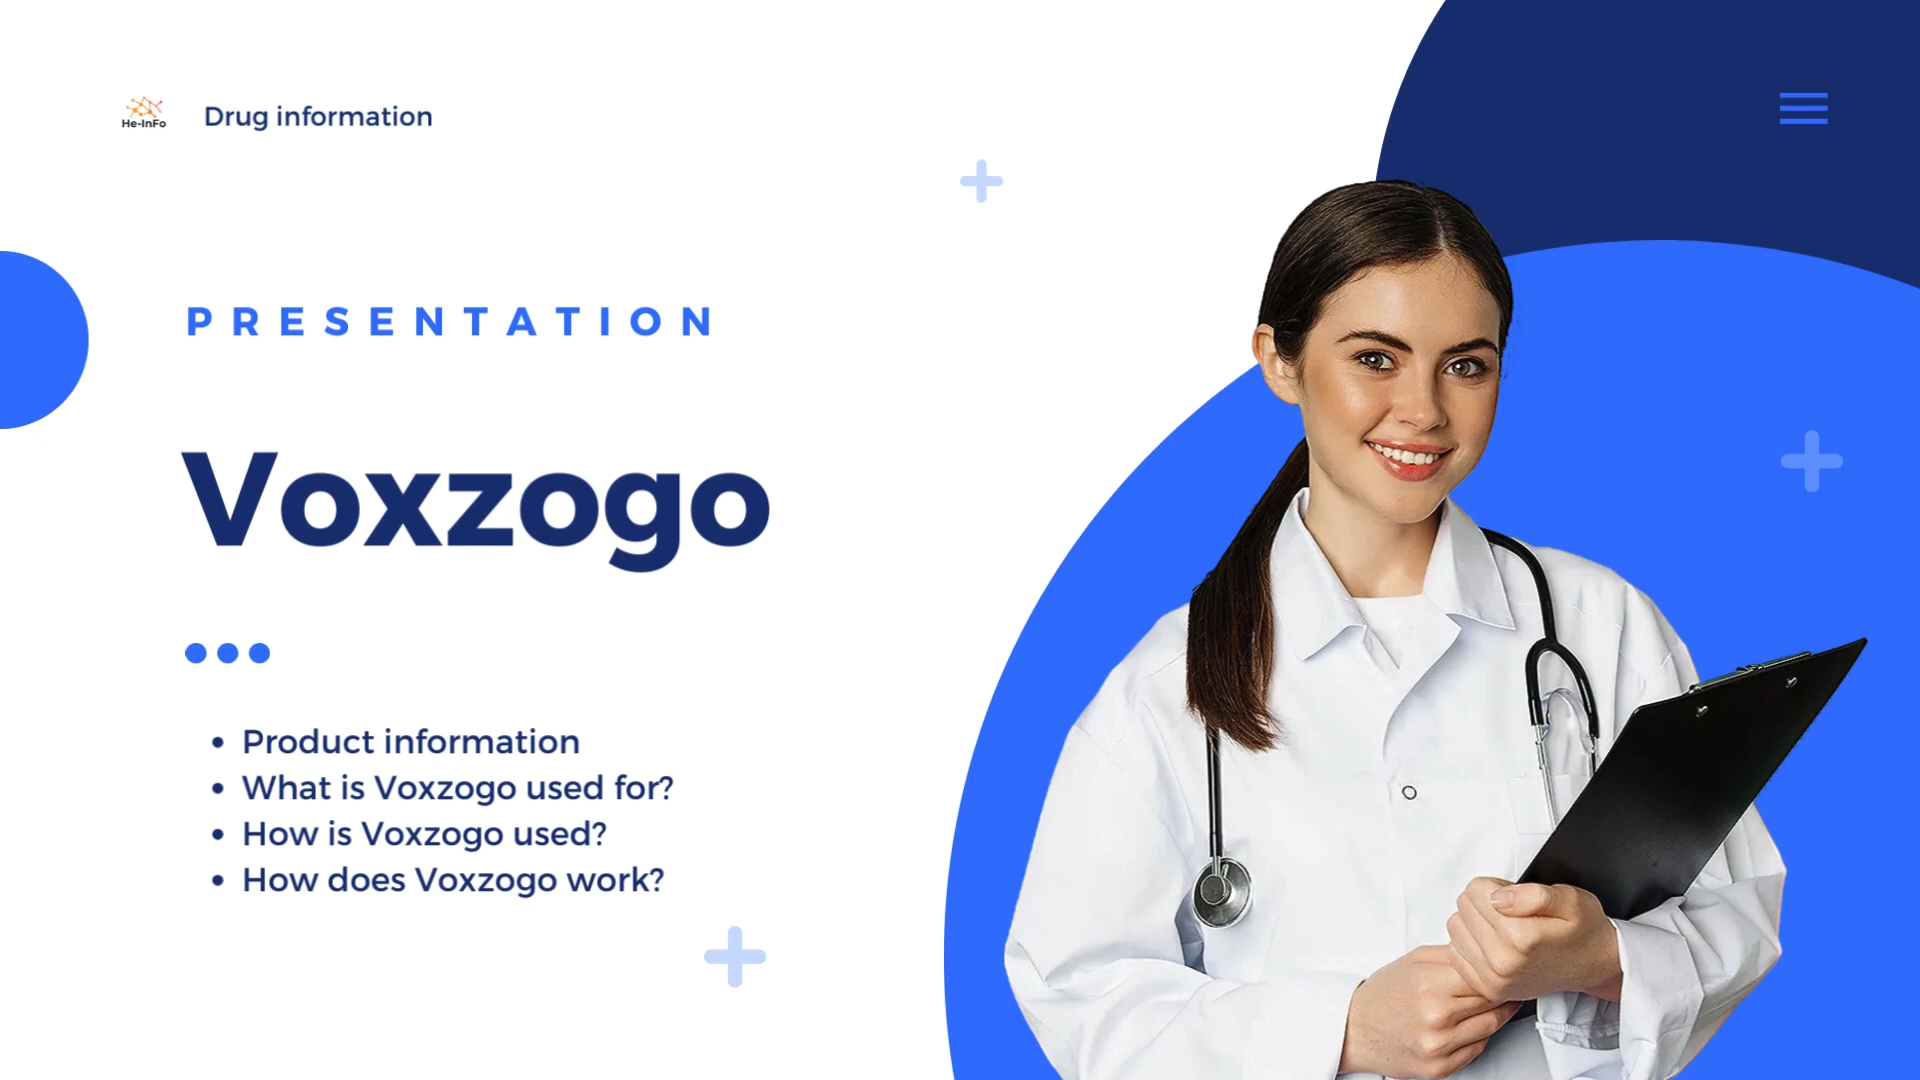 He-InFo
Drug information
PRESENTATION
Voxzogo
• Product information
• What is Voxzogo used for?
• How is Voxzogo used?
• How does Voxzogo work?